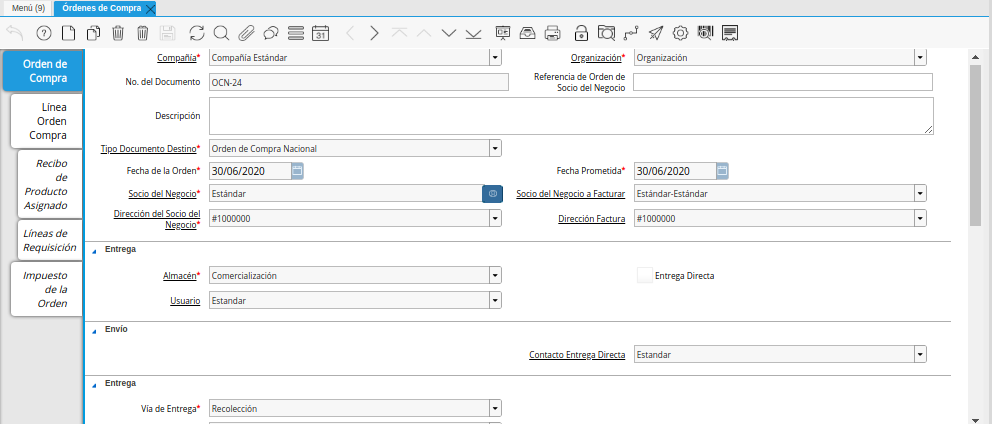 Menú (9)
Órdenes de Compra
31
Orden de
Compra
Línea
Orden
Compra
Recibo
de
Producto
Asignado
Líneas de
Requisición
Impuesto
de la
Orden
Compañía* Compañía Estándar Organización* Organización
No. del Documento OCN-24 Referencia de Orden de
Socio del Negocio
Descripción
Tipo Documento Destino* Orden de Compra Nacional
Fecha de la Orden* 30/06/2020 Fecha Prometida* 30/06/2020
Socio del Negocio* Estándar Socio del Negocio a Facturar Estándar-Estándar
Dirección del Socio del
Negocio* #1000000 Dirección Factura #1000000
Entrega
Almacén* Comercialización Entrega Directa
Usuario Estandar
Envío
Contacto Entrega Directa Estandar
Entrega
Vía de Entrega* Recolección